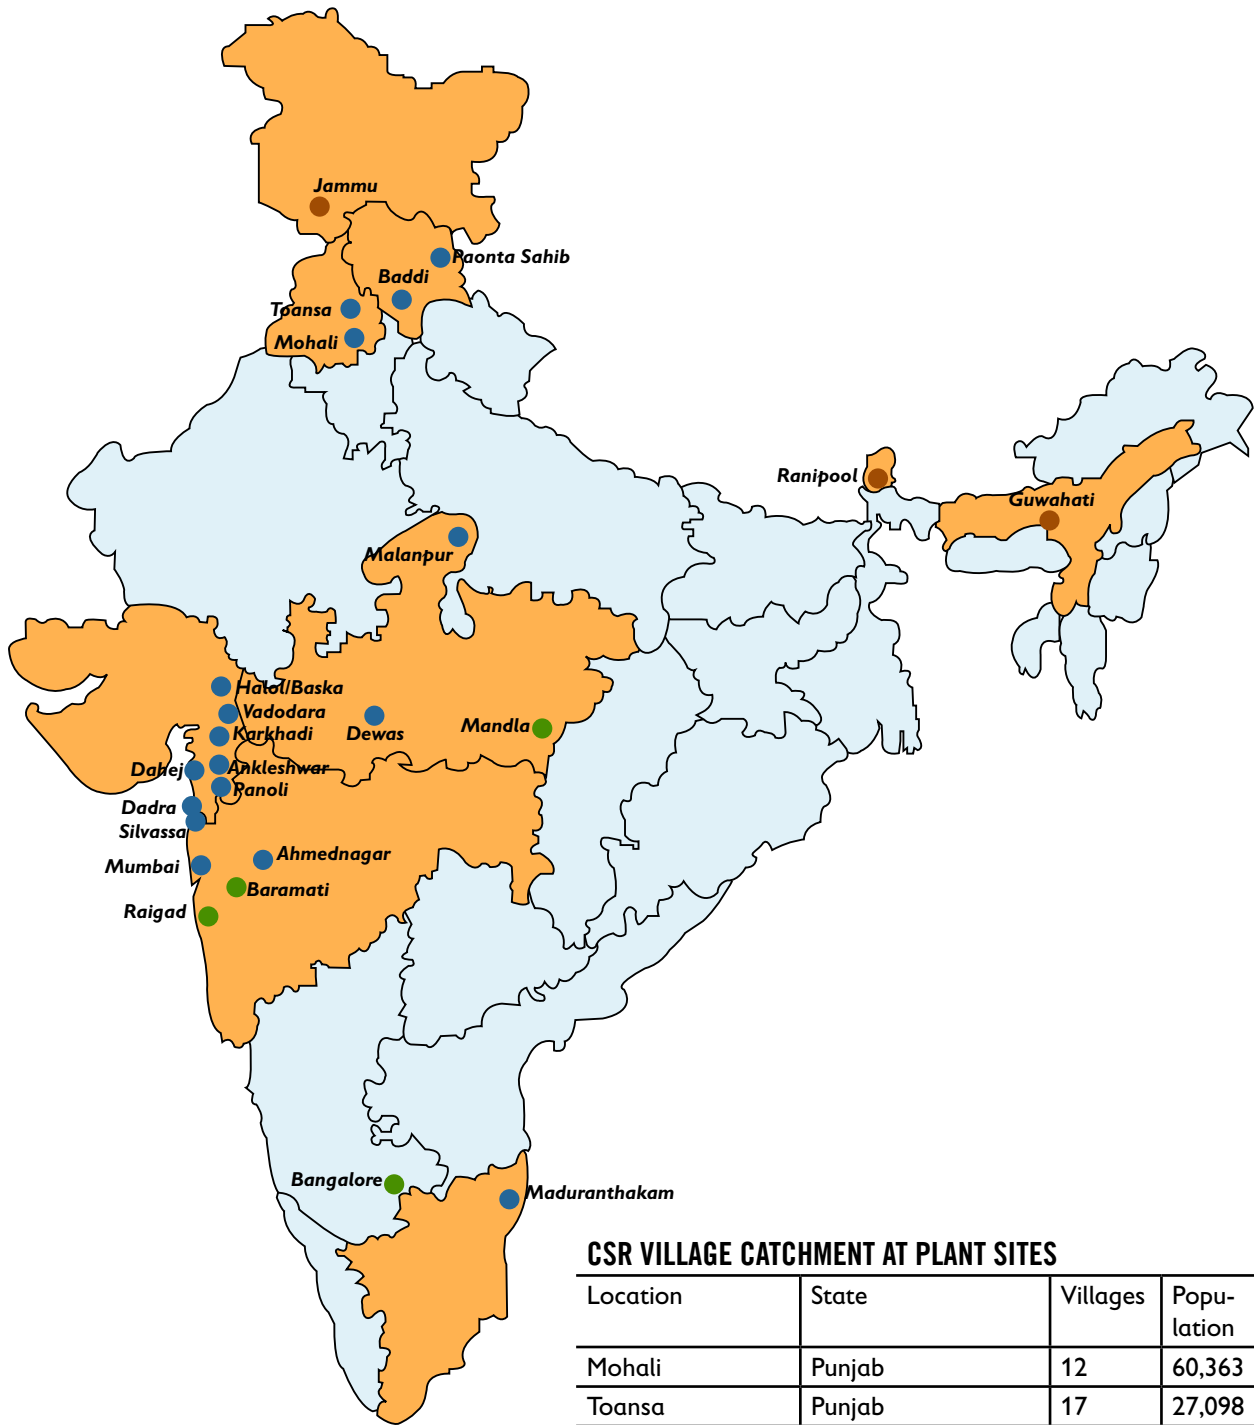 Jammu
Paonta Sahib
Baddi
Toansa
Mohali
Ranipool
Guwahati
Malanpur
Halol/Baska
Vadodara
Karkhadi
Dewas
Mandla
Dahej
Ankleshwar
Panoli
Dadra
Silvassa
Mumbai
Ahmednagar
Baramati
Raigad
Bangalore
Maduranthakam
CSR VILLAGE CATCHMENT AT PLANT SITES
Location State Villages Popu-
lation
Mohali Punjab 12 60,363
Toansa Punjab 17 27,098